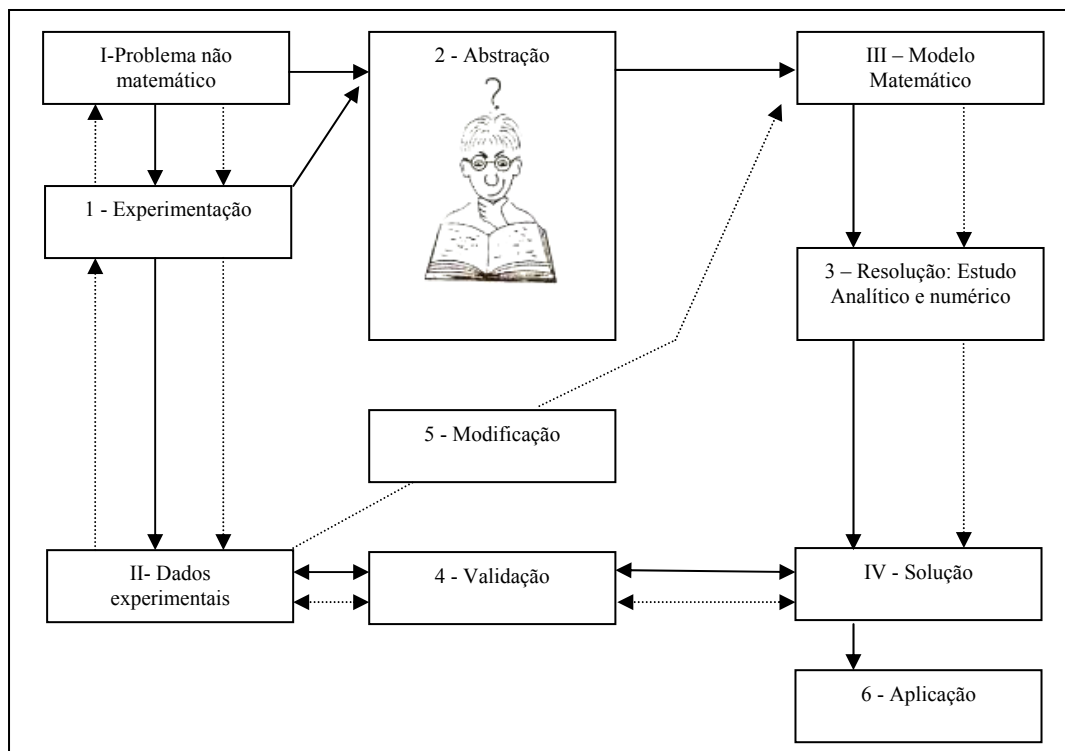 I-Problema não
matemático
2 - Abstração
?
III – Modelo
Matemático
1 - Experimentação
3 – Resolução: Estudo
Analítico e numérico
5 - Modificação
II- Dados
experimentais
4 - Validação
IV - Solução
6 - Aplicação